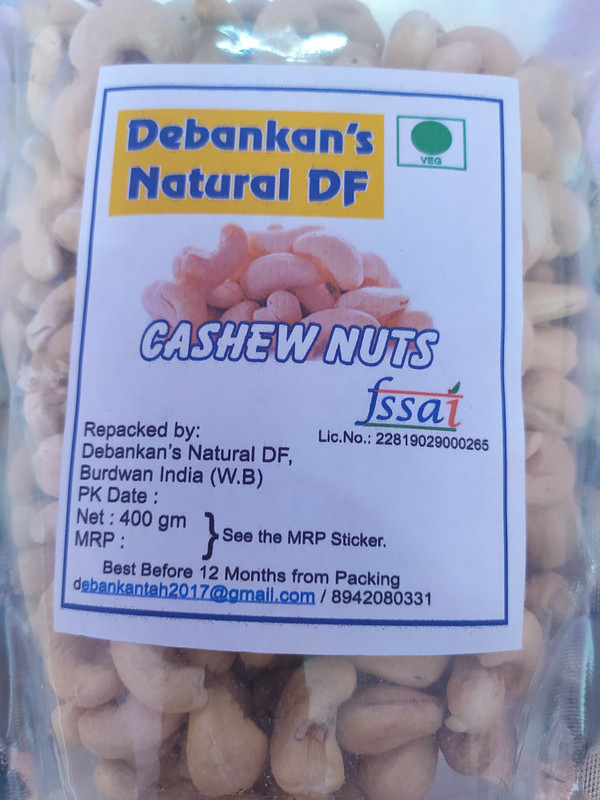 Debankan's
Natural DF
VEG
CASHEW NUTS
fssai
Lic.No.: 22819029000265
Repacked by:
Debankan's Natural DF,
Burdwan India (W.B)
PK Date :
Net : 400 gm
MRP :
} See the MRP Sticker.
Best Before 12 Months from Packing
debankantah2017@gmail.com / 8942080331